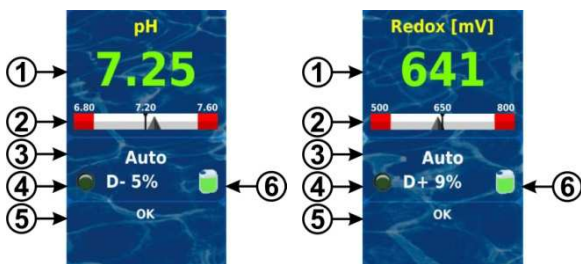 pH
① 7.25
② 6.80 7.20 7.60
③ Auto
④ D- 5% ⑥
⑤ OK
Redox [mV]
① 641
② 500 650 800
③ Auto
④ D+ 9% ⑥
⑤ OK